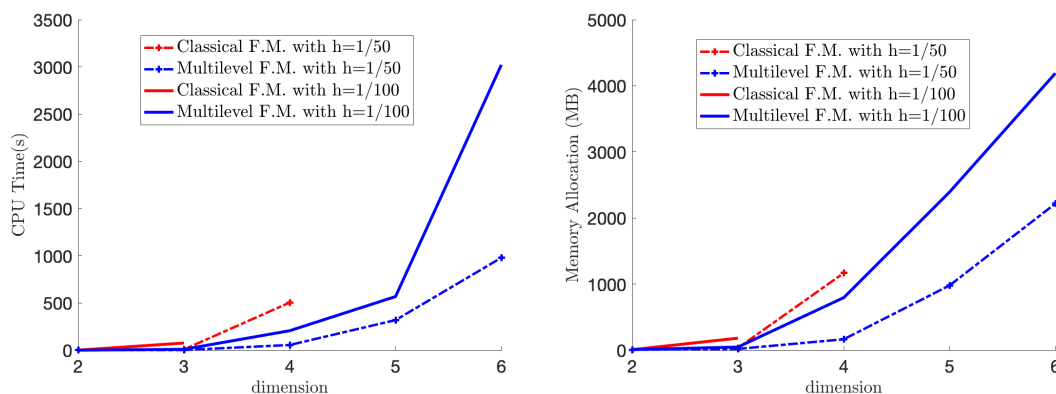 3500
3000
2500
2000
1500
1000
500
0
CPU Time(s)
Classical F.M. with h=1/50
Multilevel F.M. with h=1/50
Classical F.M. with h=1/100
Multilevel F.M. with h=1/100
2 3 4 5 6
dimension
5000
4000
3000
2000
1000
0
Memory Allocation (MB)
Classical F.M. with h=1/50
Multilevel F.M. with h=1/50
Classical F.M. with h=1/100
Multilevel F.M. with h=1/100
2 3 4 5 6
dimension